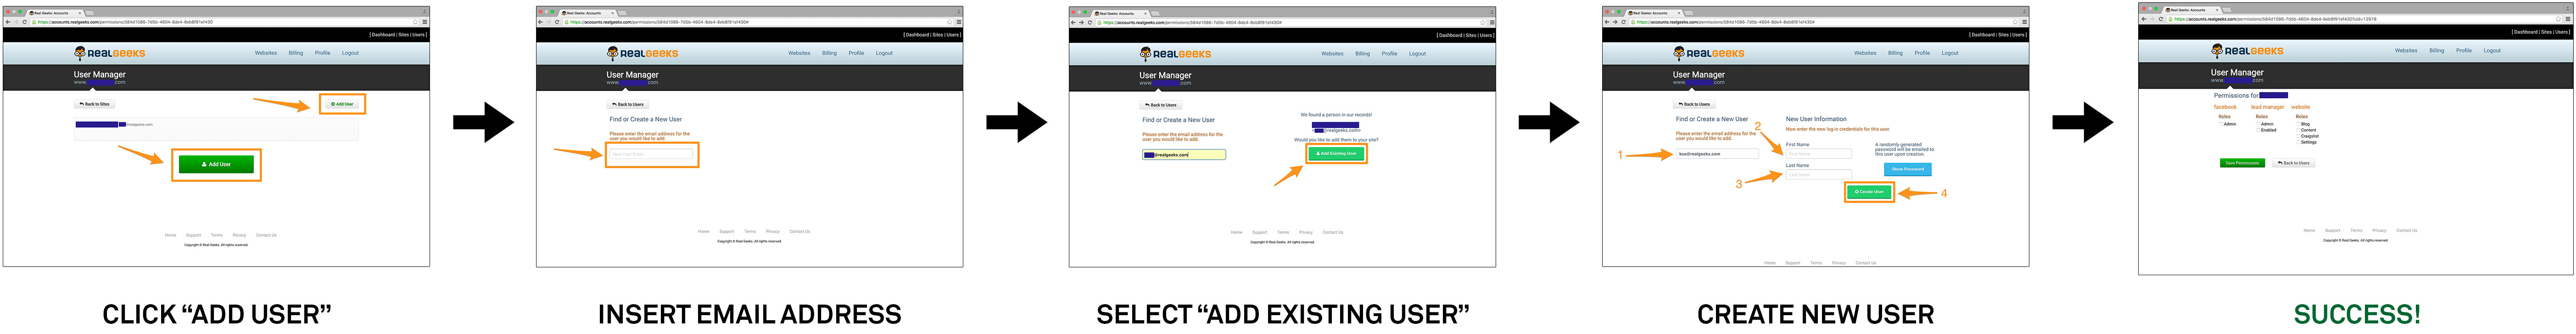 Real Geeks: Accounts
https://accounts.realgeeks.com/permissions/584d1086-7d5b-4604-8de4-8eb8f91ef430
[ Dashboard | Sites | Users ]
REALGEEKS
Websites Billing Profile Logout
User Manager
www. .com
Back to Sites
Add User
@realgeeks.com
Add User
Home Support Terms Privacy Contact Us
Copyright © Real Geeks. All rights reserved.
CLICK “ADD USER”
Real Geeks: Accounts
https://accounts.realgeeks.com/permissions/584d1086-7d5b-4604-8de4-8eb8f91ef430#
[ Dashboard | Sites | Users ]
REALGEEKS
Websites Billing Profile Logout
User Manager
www. .com
Back to Users
Find or Create a New User
Please enter the email address for the
user you would like to add.
New User Email
Home Support Terms Privacy Contact Us
Copyright © Real Geeks. All rights reserved.
INSERT EMAIL ADDRESS
Real Geeks: Accounts
https://accounts.realgeeks.com/permissions/584d1086-7d5b-4604-8de4-8eb8f91ef430#
[ Dashboard | Sites | Users ]
REALGEEKS
Websites Billing Profile Logout
User Manager
www. .com
Back to Users
Find or Create a New User
Please enter the email address for the
user you would like to add.
@realgeeks.com
We found a person in our records!
< @realgeeks.com>
Would you like to add them to your site?
Add Existing User
Home Support Terms Privacy Contact Us
Copyright © Real Geeks. All rights reserved.
SELECT “ADD EXISTING USER”
Real Geeks: Accounts
https://accounts.realgeeks.com/permissions/584d1086-7d5b-4604-8de4-8eb8f91ef430#
[ Dashboard | Sites | Users ]
REALGEEKS
Websites Billing Profile Logout
User Manager
www. .com
Back to Users
Find or Create a New User
Please enter the email address for the
user you would like to add.
1
koa@realgeeks.com
New User Information
Now enter the new log-in credentials for this user.
2
First Name
First Name
3
Last Name
Last Name
A randomly generated
password will be emailed to
this user upon creation.
Show Password
Create User
4
Home Support Terms Privacy Contact Us
CREATE NEW USER
Real Geeks: Accounts
https://accounts.realgeeks.com/permissions/584d1086-7d5b-4604-8de4-8eb8f91ef430?uid=12878
[ Dashboard | Sites | Users ]
REALGEEKS
Websites Billing Profile Logout
User Manager
www. .com
Permissions for
facebook lead manager website
Roles Roles Roles
Admin Admin Blog
Enabled Content
Craigslist
Settings
Save Permissions
Back to Users
Home Support Terms Privacy Contact Us
Copyright © Real Geeks. All rights reserved.
SUCCESS!